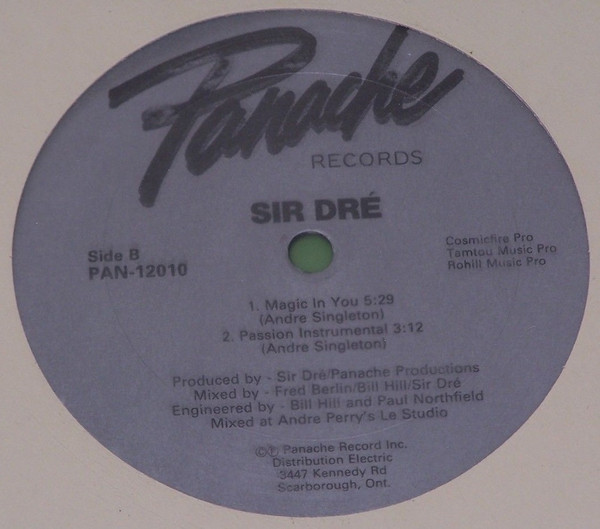 Panache
RECORDS
SIR DRÉ
Side B
PAN-12010
Cosmicfire Pro
Tamtou Music Pro
Rohill Music Pro
1. Magic In You 5:29
(Andre Singleton)
2. Passion Instrumental 3:12
(Andre Singleton)
Produced by - Sir Dré/Panache Productions
Mixed by - Fred Berlin/Bill Hill/Sir Dré
Engineered by - Bill Hill and Paul Northfield
Mixed at Andre Perry's Le Studio
©℗ Panache Record Inc.
Distribution Electric
3447 Kennedy Rd
Scarborough, Ont.